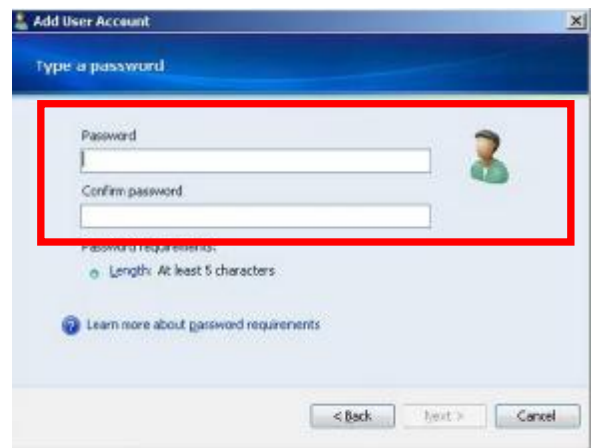 Add User Account
Type a password
Password
Confirm password
Password requirements:
Length: At least 5 characters
Learn more about password requirements
< Back Next > Cancel